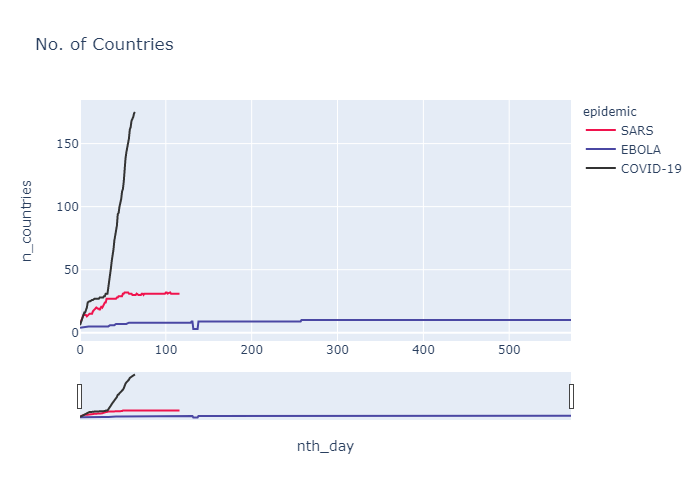 No. of Countries
epidemic
SARS
EBOLA
COVID-19
n_countries
150
100
50
0
0 100 200 300 400 500
nth_day